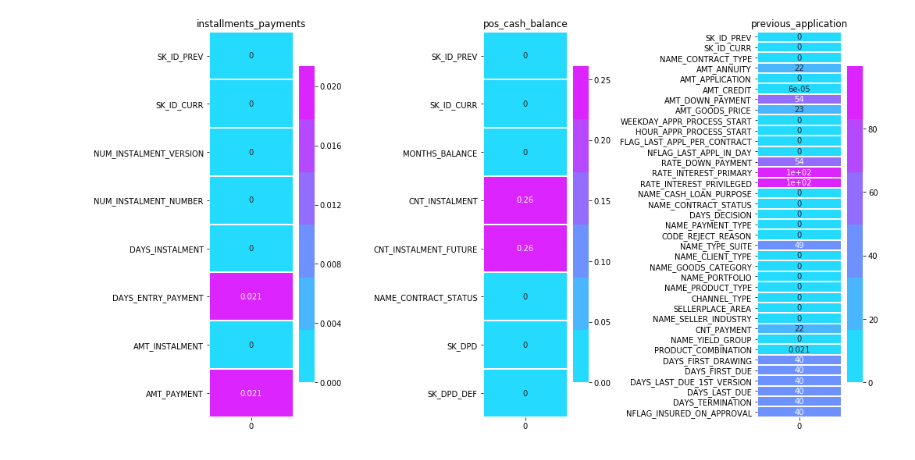 installments_payments
SK_ID_PREV 0
SK_ID_CURR 0
NUM_INSTALMENT_VERSION 0
NUM_INSTALMENT_NUMBER 0
DAYS_INSTALMENT 0
DAYS_ENTRY_PAYMENT 0.021
AMT_INSTALMENT 0
AMT_PAYMENT 0.021
0
0.020
0.016
0.012
0.008
0.004
0.000
pos_cash_balance
SK_ID_PREV 0
SK_ID_CURR 0
MONTHS_BALANCE 0
CNT_INSTALMENT 0.26
CNT_INSTALMENT_FUTURE 0.26
NAME_CONTRACT_STATUS 0
SK_DPD 0
SK_DPD_DEF 0
0
0.25
0.20
0.15
0.10
0.05
0.00
previous_application
SK_ID_PREV 0
SK_ID_CURR 0
NAME_CONTRACT_TYPE 0
AMT_ANNUITY 22
AMT_APPLICATION 0
AMT_CREDIT 6e-05
AMT_DOWN_PAYMENT 54
AMT_GOODS_PRICE 23
WEEKDAY_APPR_PROCESS_START 0
HOUR_APPR_PROCESS_START 0
FLAG_LAST_APPL_PER_CONTRACT 0
NFLAG_LAST_APPL_IN_DAY 0
RATE_DOWN_PAYMENT 54
RATE_INTEREST_PRIMARY 1e+02
RATE_INTEREST_PRIVILEGED 1e+02
NAME_CASH_LOAN_PURPOSE 0
NAME_CONTRACT_STATUS 0
DAYS_DECISION 0
NAME_PAYMENT_TYPE 0
CODE_REJECT_REASON 0
NAME_TYPE_SUITE 49
NAME_CLIENT_TYPE 0
NAME_GOODS_CATEGORY 0
NAME_PORTFOLIO 0
NAME_PRODUCT_TYPE 0
CHANNEL_TYPE 0
SELLERPLACE_AREA 0
NAME_SELLER_INDUSTRY 0
CNT_PAYMENT 22
NAME_YIELD_GROUP 0
PRODUCT_COMBINATION 0.021
DAYS_FIRST_DRAWING 40
DAYS_FIRST_DUE 40
DAYS_LAST_DUE_1ST_VERSION 40
DAYS_LAST_DUE 40
DAYS_TERMINATION 40
NFLAG_INSURED_ON_APPROVAL 40
0
80
60
40
20
0